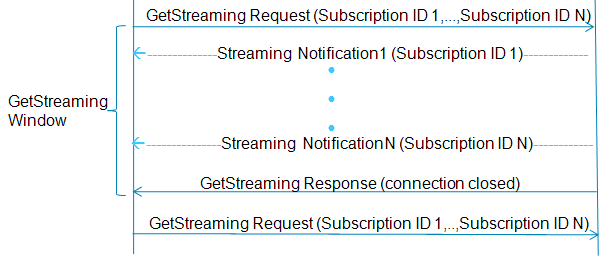 GetStreaming Request (Subscription ID 1,...,Subscription ID N)
Streaming Notification1 (Subscription ID 1)
GetStreaming
Window
Streaming NotificationN (Subscription ID N)
GetStreaming Response (connection closed)
GetStreaming Request (Subscription ID 1,..,Subscription ID N)